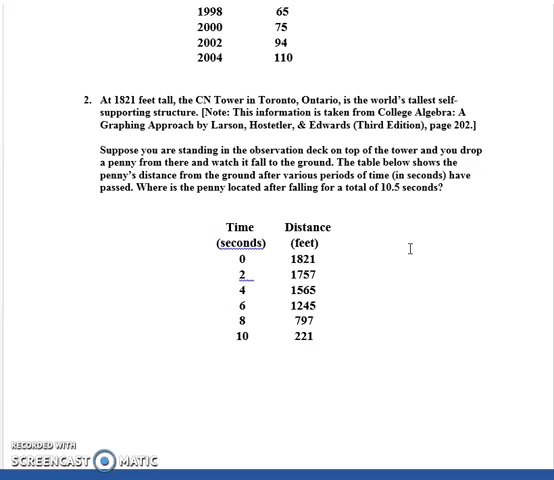 1998 65
2000 75
2002 94
2004 110
2. At 1821 feet tall, the CN Tower in Toronto, Ontario, is the world's tallest self-
supporting structure. [Note: This information is taken from College Algebra: A
Graphing Approach by Larson, Hostetler, & Edwards (Third Edition), page 202.]
Suppose you are standing in the observation deck on top of the tower and you drop
a penny from there and watch it fall to the ground. The table below shows the
penny's distance from the ground after various periods of time (in seconds) have
passed. Where is the penny located after falling for a total of 10.5 seconds?
Time Distance
(seconds) (feet)
0 1821
2 1757
4 1565
6 1245
8 797
10 221
RECORDED WITH
SCREENCAST MATIC